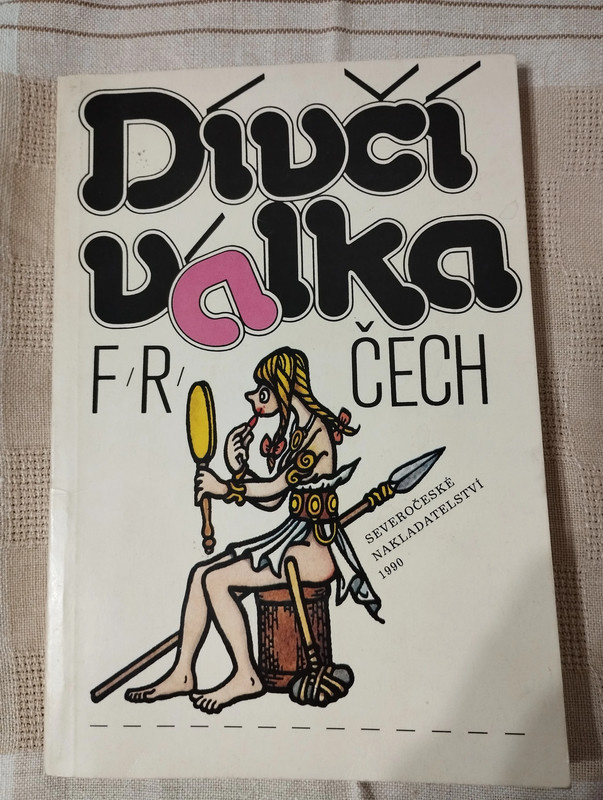 Dívčí
válka
F/R/ ČECH
SEVEROČESKÉ
NAKLADATELSTVÍ
1990